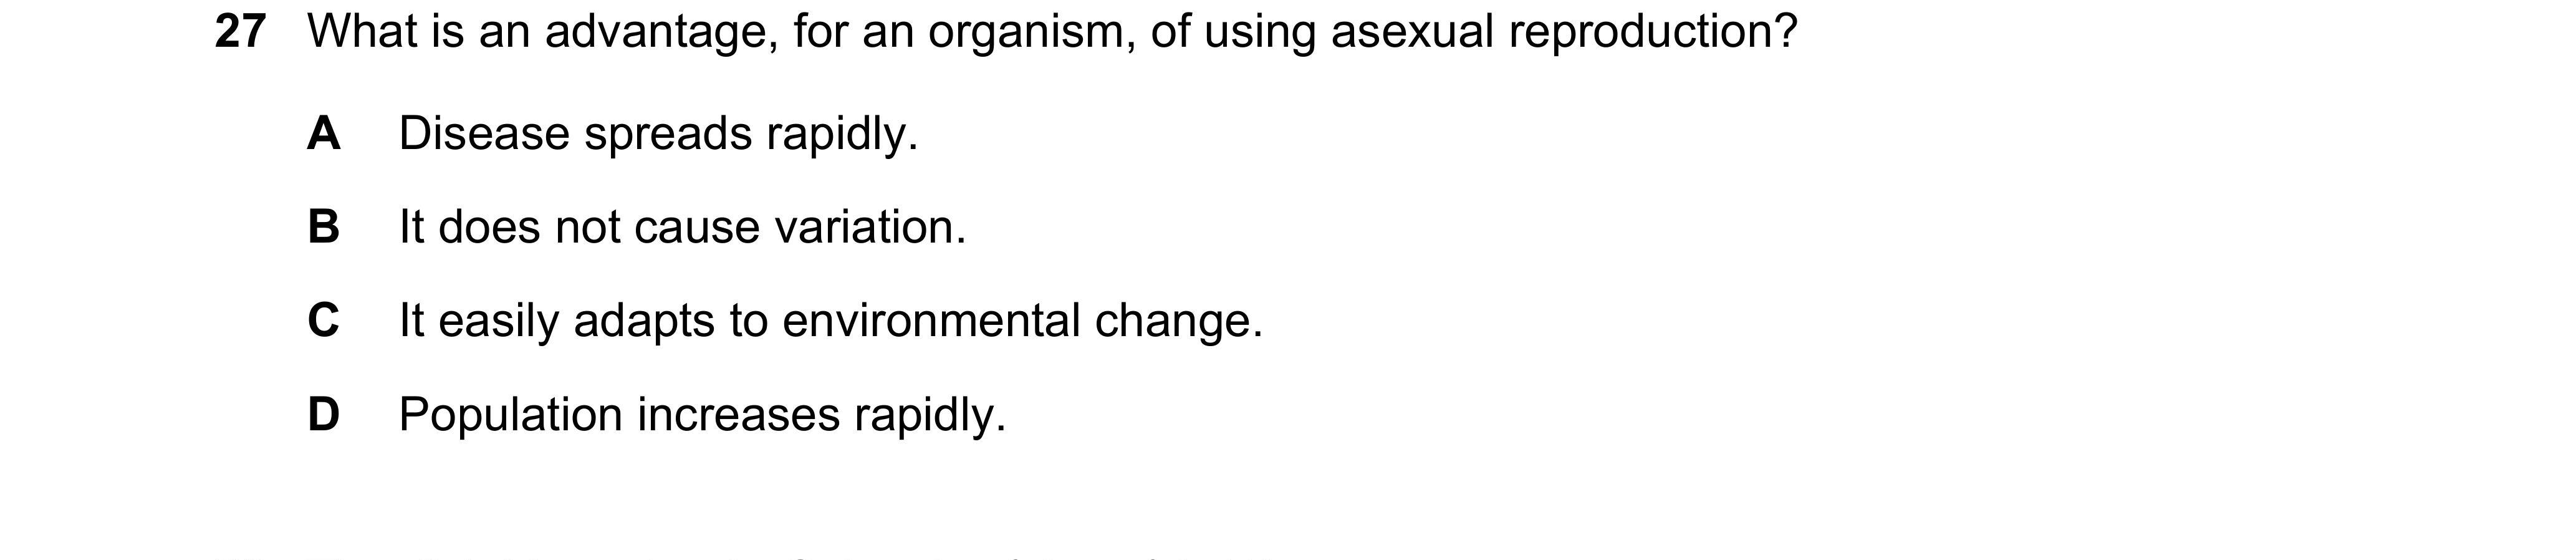 27 What is an advantage, for an organism, of using asexual reproduction?
A Disease spreads rapidly.
B It does not cause variation.
C It easily adapts to environmental change.
D Population increases rapidly.